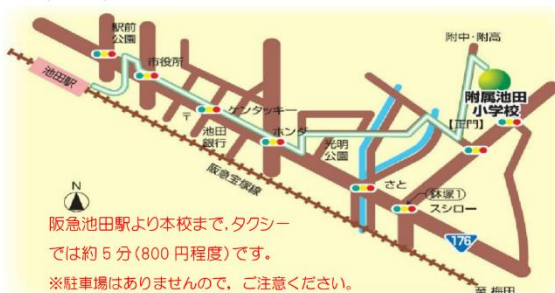 駅前
公園
附中・附高
市役所
池田駅
附属池田
小学校
【正門】
ケンタッキー
〒
池田
銀行
ホンダ
光明
公園
阪急宝塚線
さと
鉢塚1
スシロー
N
176
阪急池田駅より本校まで,タクシー
では約5分(800円程度)です。
※駐車場はありませんので,ご注意ください。
至 梅田